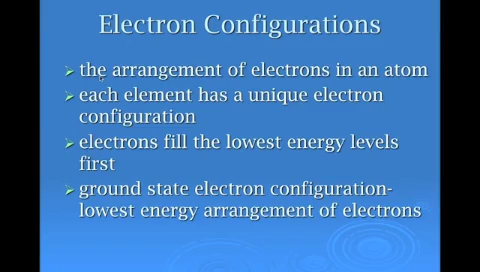 Electron Configurations
the arrangement of electrons in an atom
each element has a unique electron
configuration
electrons fill the lowest energy levels
first
ground state electron configuration-
lowest energy arrangement of electrons